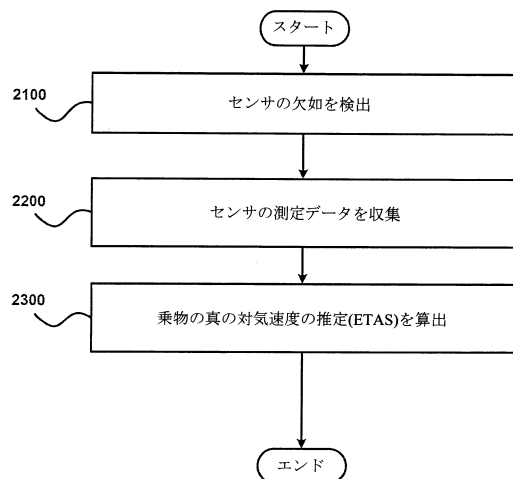 スタート
2100
センサの欠如を検出
2200
センサの測定データを収集
2300
乗物の真の対気速度の推定(ETAS)を算出
エンド